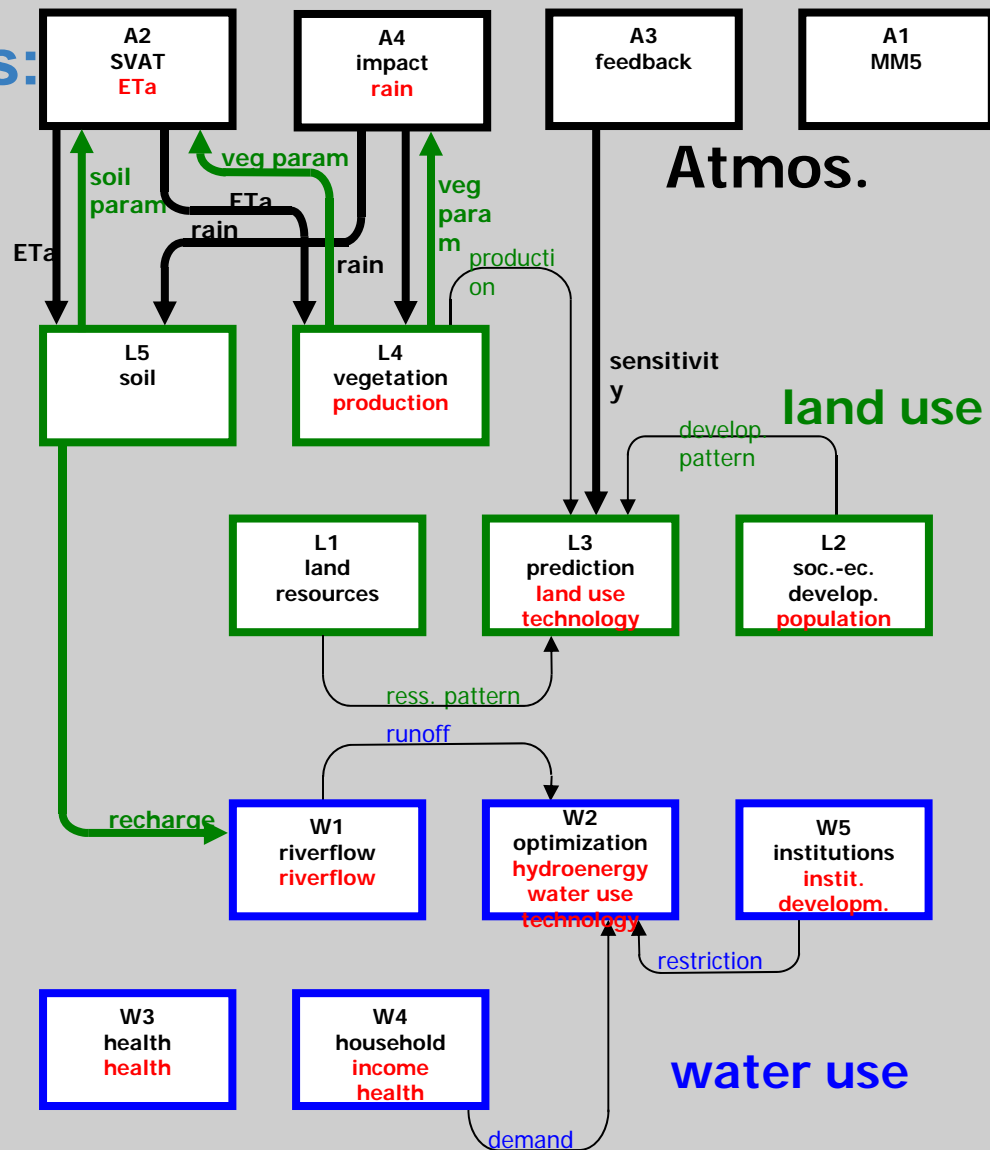 s:
A2
SVAT
ETa
A4
impact
rain
A3
feedback
A1
MM5
Atmos.
soil
param
veg param
veg
para
m
ETa
rain
ETa
rain
producti
on
L5
soil
L4
vegetation
production
sensitivit
y
land use
develop.
pattern
L1
land
resources
L3
prediction
land use
technology
L2
soc.-ec.
develop.
population
ress. pattern
runoff
recharge
W1
riverflow
riverflow
W2
optimization
hydroenergy
water use
technology
W5
institutions
instit.
developm.
restriction
W3
health
health
W4
household
income
health
water use
demand